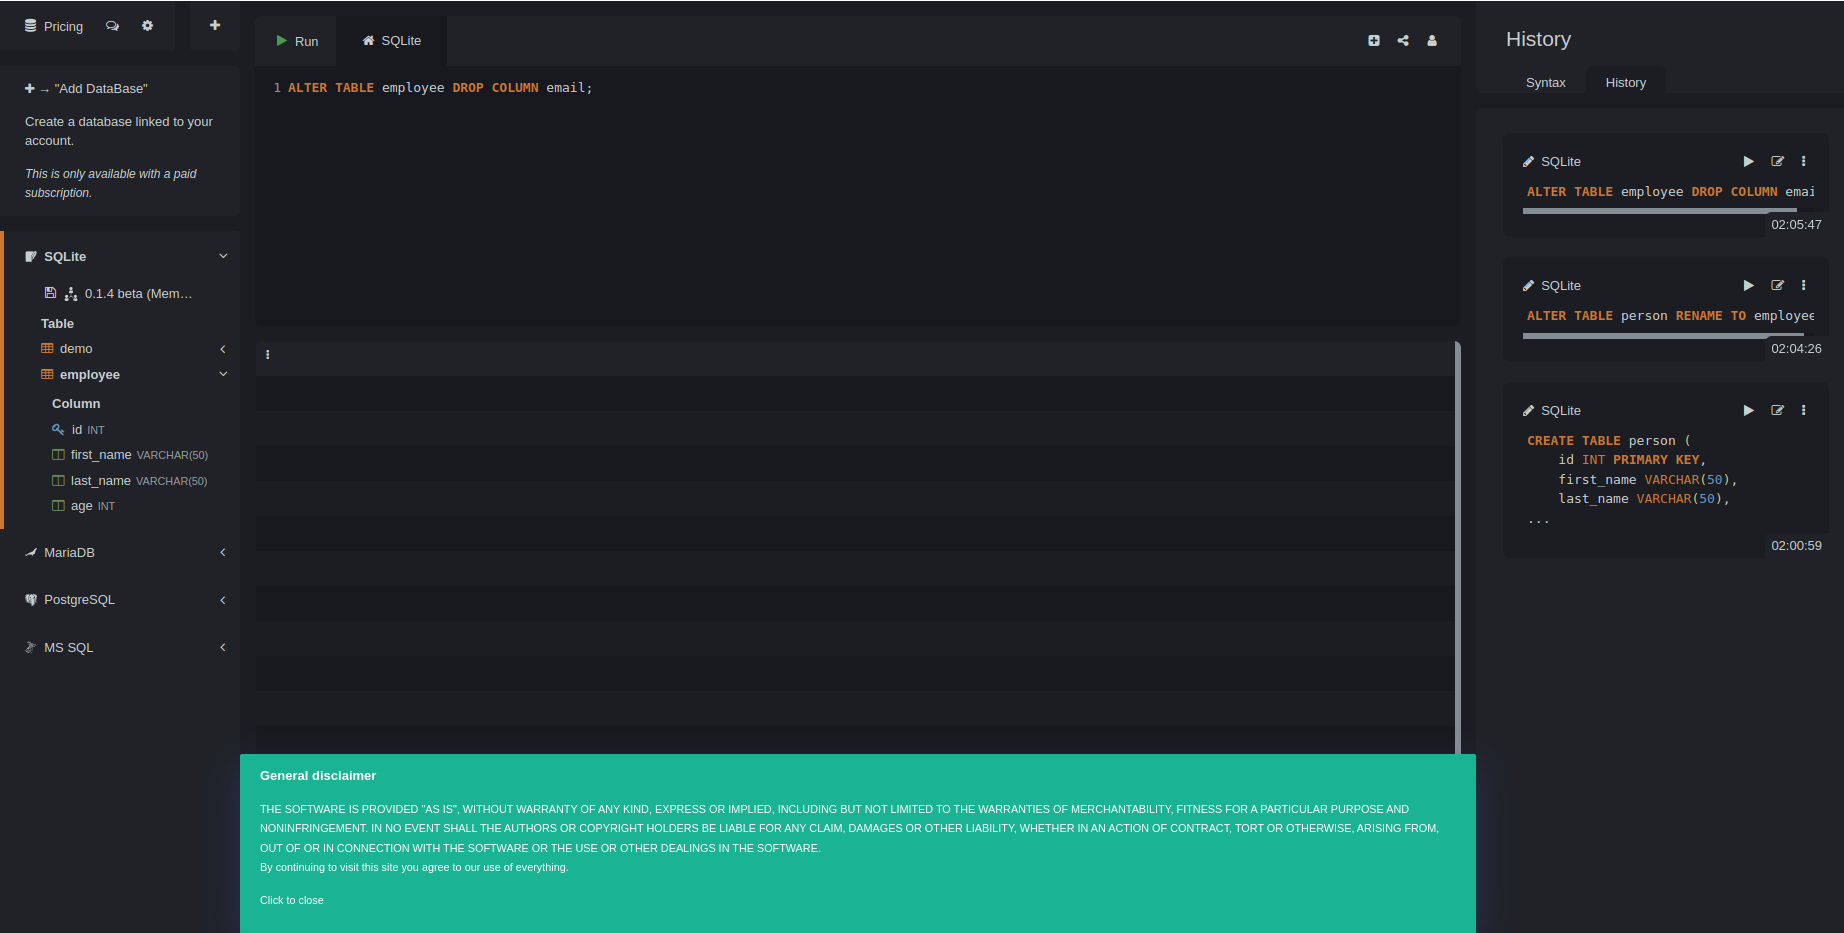 Pricing
→ "Add DataBase"
Create a database linked to your
account.
This is only available with a paid
subscription.
SQLite
0.1.4 beta (Mem…
Table
demo
employee
Column
id INT
first_name VARCHAR(50)
last_name VARCHAR(50)
age INT
MariaDB
PostgreSQL
MS SQL
Run
SQLite
1 ALTER TABLE employee DROP COLUMN email;
General disclaimer
THE SOFTWARE IS PROVIDED "AS IS", WITHOUT WARRANTY OF ANY KIND, EXPRESS OR IMPLIED, INCLUDING BUT NOT LIMITED TO THE WARRANTIES OF MERCHANTABILITY, FITNESS FOR A PARTICULAR PURPOSE AND
NONINFRINGEMENT. IN NO EVENT SHALL THE AUTHORS OR COPYRIGHT HOLDERS BE LIABLE FOR ANY CLAIM, DAMAGES OR OTHER LIABILITY, WHETHER IN AN ACTION OF CONTRACT, TORT OR OTHERWISE, ARISING FROM,
OUT OF OR IN CONNECTION WITH THE SOFTWARE OR THE USE OR OTHER DEALINGS IN THE SOFTWARE.
By continuing to visit this site you agree to our use of everything.
Click to close
History
Syntax
History
SQLite
ALTER TABLE employee DROP COLUMN emai
02:05:47
SQLite
ALTER TABLE person RENAME TO employee
02:04:26
SQLite
CREATE TABLE person (
id INT PRIMARY KEY,
first_name VARCHAR(50),
last_name VARCHAR(50),
...
02:00:59